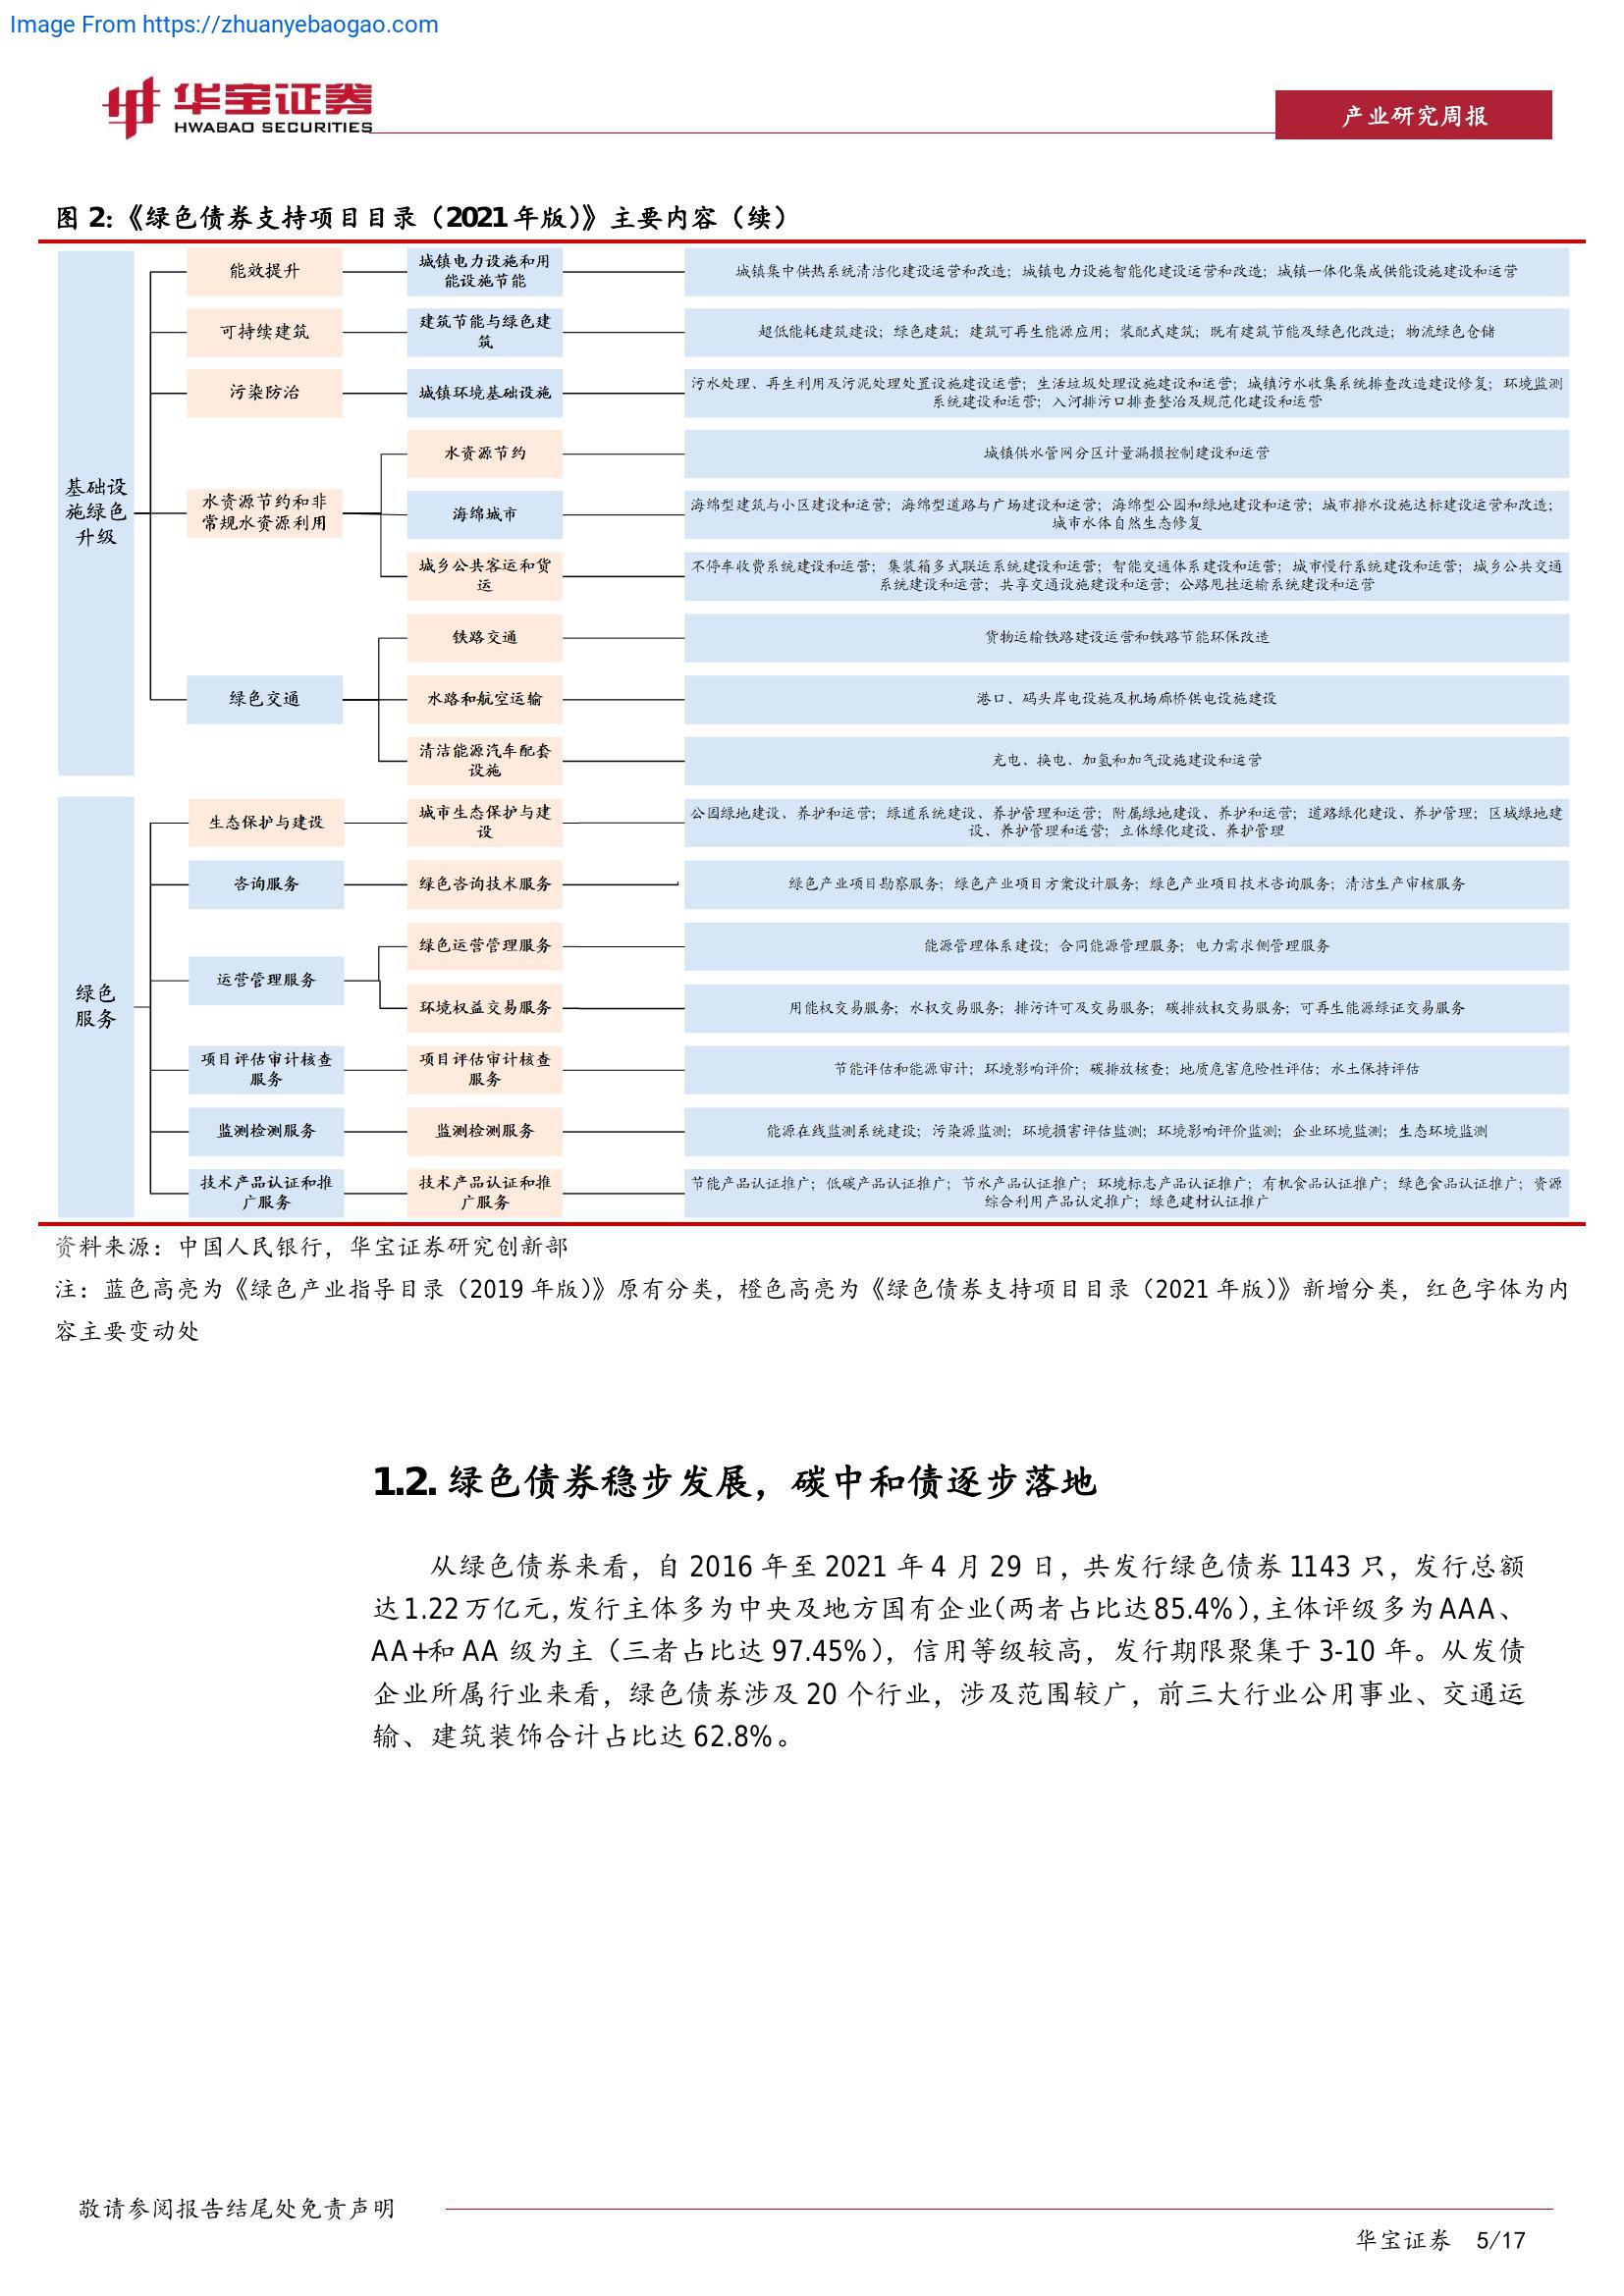 Image From https://zhuanyebaogao.com
华宝证券
HWABAO SECURITIES
产业研究周报
图 2:《绿色债券支持项目目录（2021 年版）》主要内容（续）
基础设
施绿色
升级
能效提升
城镇电力设施和用
能设施节能
城镇集中供热系统清洁化建设运营和改造；城镇电力设施智能化建设运营和改造；城镇一体化集成供能设施建设和运营
可持续建筑
建筑节能与绿色建
筑
超低能耗建筑建设；绿色建筑；建筑可再生能源应用；装配式建筑；既有建筑节能及绿色化改造；物流绿色仓储
污染防治
城镇环境基础设施
污水处理、再生利用及污泥处理处置设施建设运营；生活垃圾处理设施建设和运营；城镇污水收集系统排查改造建设修复；环境监测
系统建设和运营；入河排污口排查整治及规范化建设和运营
水资源节约和非
常规水资源利用
水资源节约
城镇供水管网分区计量漏损控制建设和运营
海绵城市
海绵型建筑与小区建设和运营；海绵型道路与广场建设和运营；海绵型公园和绿地建设和运营；城市排水设施达标建设运营和改造；
城市水体自然生态修复
城乡公共客运和货
运
不停车收费系统建设和运营；集装箱多式联运系统建设和运营；智能交通体系建设和运营；城市慢行系统建设和运营；城乡公共交通
系统建设和运营；共享交通设施建设和运营；公路甩挂运输系统建设和运营
绿色交通
铁路交通
货物运输铁路建设运营和铁路节能环保改造
水路和航空运输
港口、码头岸电设施及机场廊桥供电设施建设
清洁能源汽车配套
设施
充电、换电、加氢和加气设施建设和运营
绿色
服务
生态保护与建设
城市生态保护与建
设
公园绿地建设、养护和运营；绿道系统建设、养护管理和运营；附属绿地建设、养护和运营；道路绿化建设、养护管理；区域绿地建
设、养护管理和运营；立体绿化建设、养护管理
咨询服务
绿色咨询技术服务
绿色产业项目勘察服务；绿色产业项目方案设计服务；绿色产业项目技术咨询服务；清洁生产审核服务
运营管理服务
绿色运营管理服务
能源管理体系建设；合同能源管理服务；电力需求侧管理服务
环境权益交易服务
用能权交易服务；水权交易服务；排污许可及交易服务；碳排放权交易服务；可再生能源绿证交易服务
项目评估审计核查
服务
项目评估审计核查
服务
节能评估和能源审计；环境影响评价；碳排放核查；地质危害危险性评估；水土保持评估
监测检测服务
监测检测服务
能源在线监测系统建设；污染源监测；环境损害评估监测；环境影响评价监测；企业环境监测；生态环境监测
技术产品认证和推
广服务
技术产品认证和推
广服务
节能产品认证推广；低碳产品认证推广；节水产品认证推广；环境标志产品认证推广；有机食品认证推广；绿色食品认证推广；资源
综合利用产品认定推广；绿色建材认证推广
资料来源：中国人民银行，华宝证券研究创新部
注：蓝色高亮为《绿色产业指导目录（2019 年版）》原有分类，橙色高亮为《绿色债券支持项目目录（2021 年版）》新增分类，红色字体为内
容主要变动处
1.2. 绿色债券稳步发展，碳中和债逐步落地
从绿色债券来看，自 2016 年至 2021 年 4 月 29 日，共发行绿色债券 1143 只，发行总额
达 1.22 万亿元，发行主体多为中央及地方国有企业（两者占比达 85.4%），主体评级多为 AAA、
AA+和 AA 级为主（三者占比达 97.45%），信用等级较高，发行期限聚集于 3-10 年。从发债
企业所属行业来看，绿色债券涉及 20 个行业，涉及范围较广，前三大行业公用事业、交通运
输、建筑装饰合计占比达 62.8%。
敬请参阅报告结尾处免责声明
华宝证券 5/17